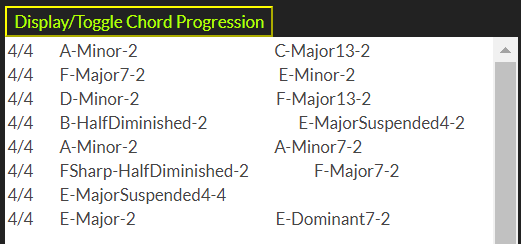 Display/Toggle Chord Progression
4/4 A-Minor-2 C-Major13-2
4/4 F-Major7-2 E-Minor-2
4/4 D-Minor-2 F-Major13-2
4/4 B-HalfDiminished-2 E-MajorSuspended4-2
4/4 A-Minor-2 A-Minor7-2
4/4 FSharp-HalfDiminished-2 F-Major7-2
4/4 E-MajorSuspended4-4
4/4 E-Major-2 E-Dominant7-2